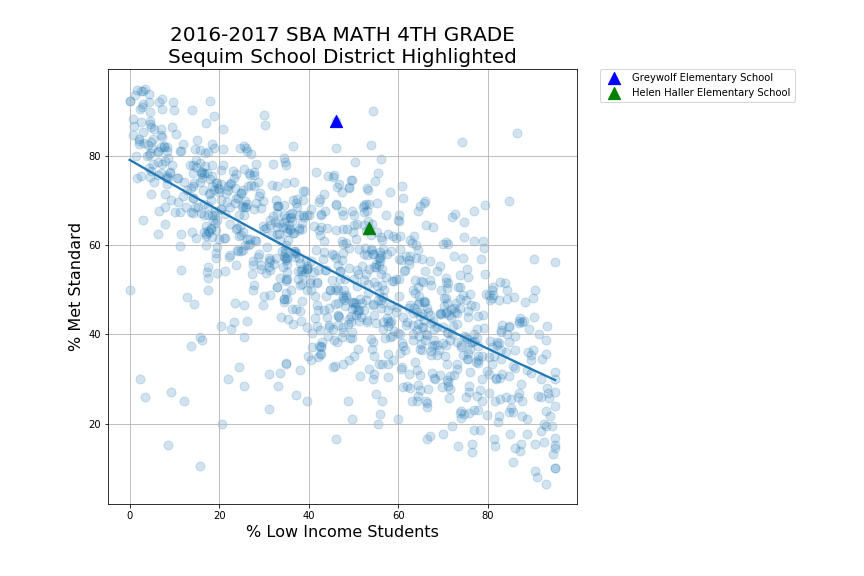 2016-2017 SBA MATH 4TH GRADE
Sequim School District Highlighted
Greywolf Elementary School
Helen Haller Elementary School
% Met Standard
80
60
40
20
0 20 40 60 80
% Low Income Students